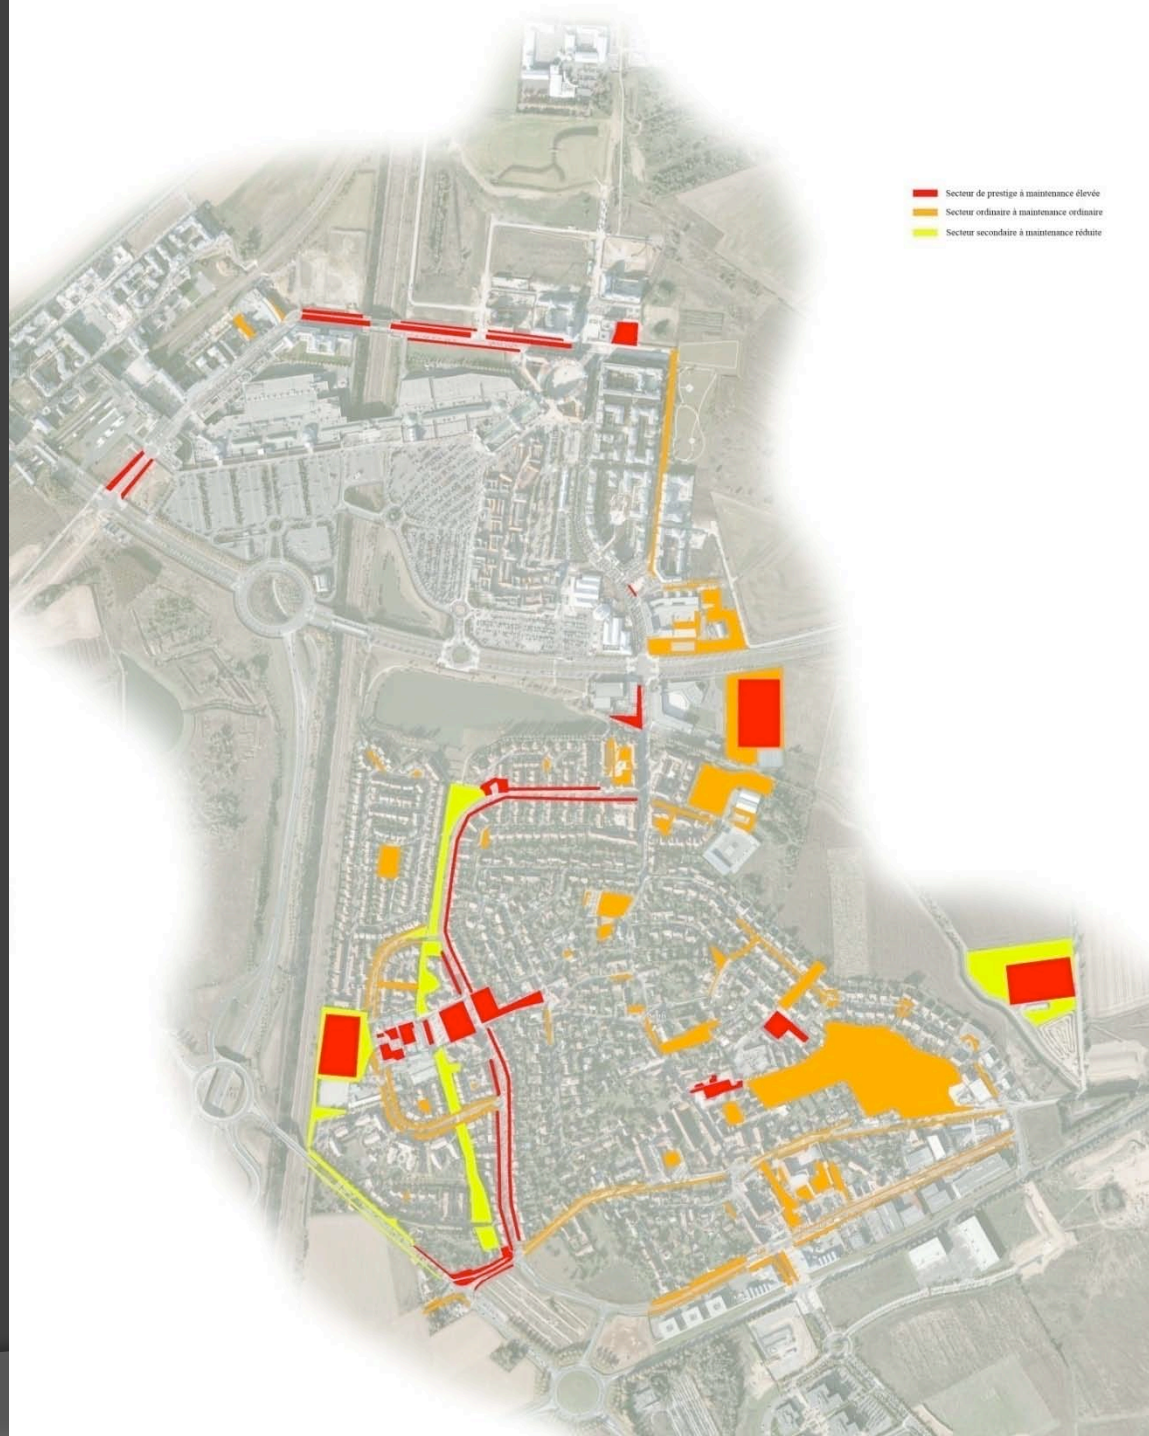 Secteur de prestige à maintenance élevée
Secteur ordinaire à maintenance ordinaire
Secteur secondaire à maintenance réduite